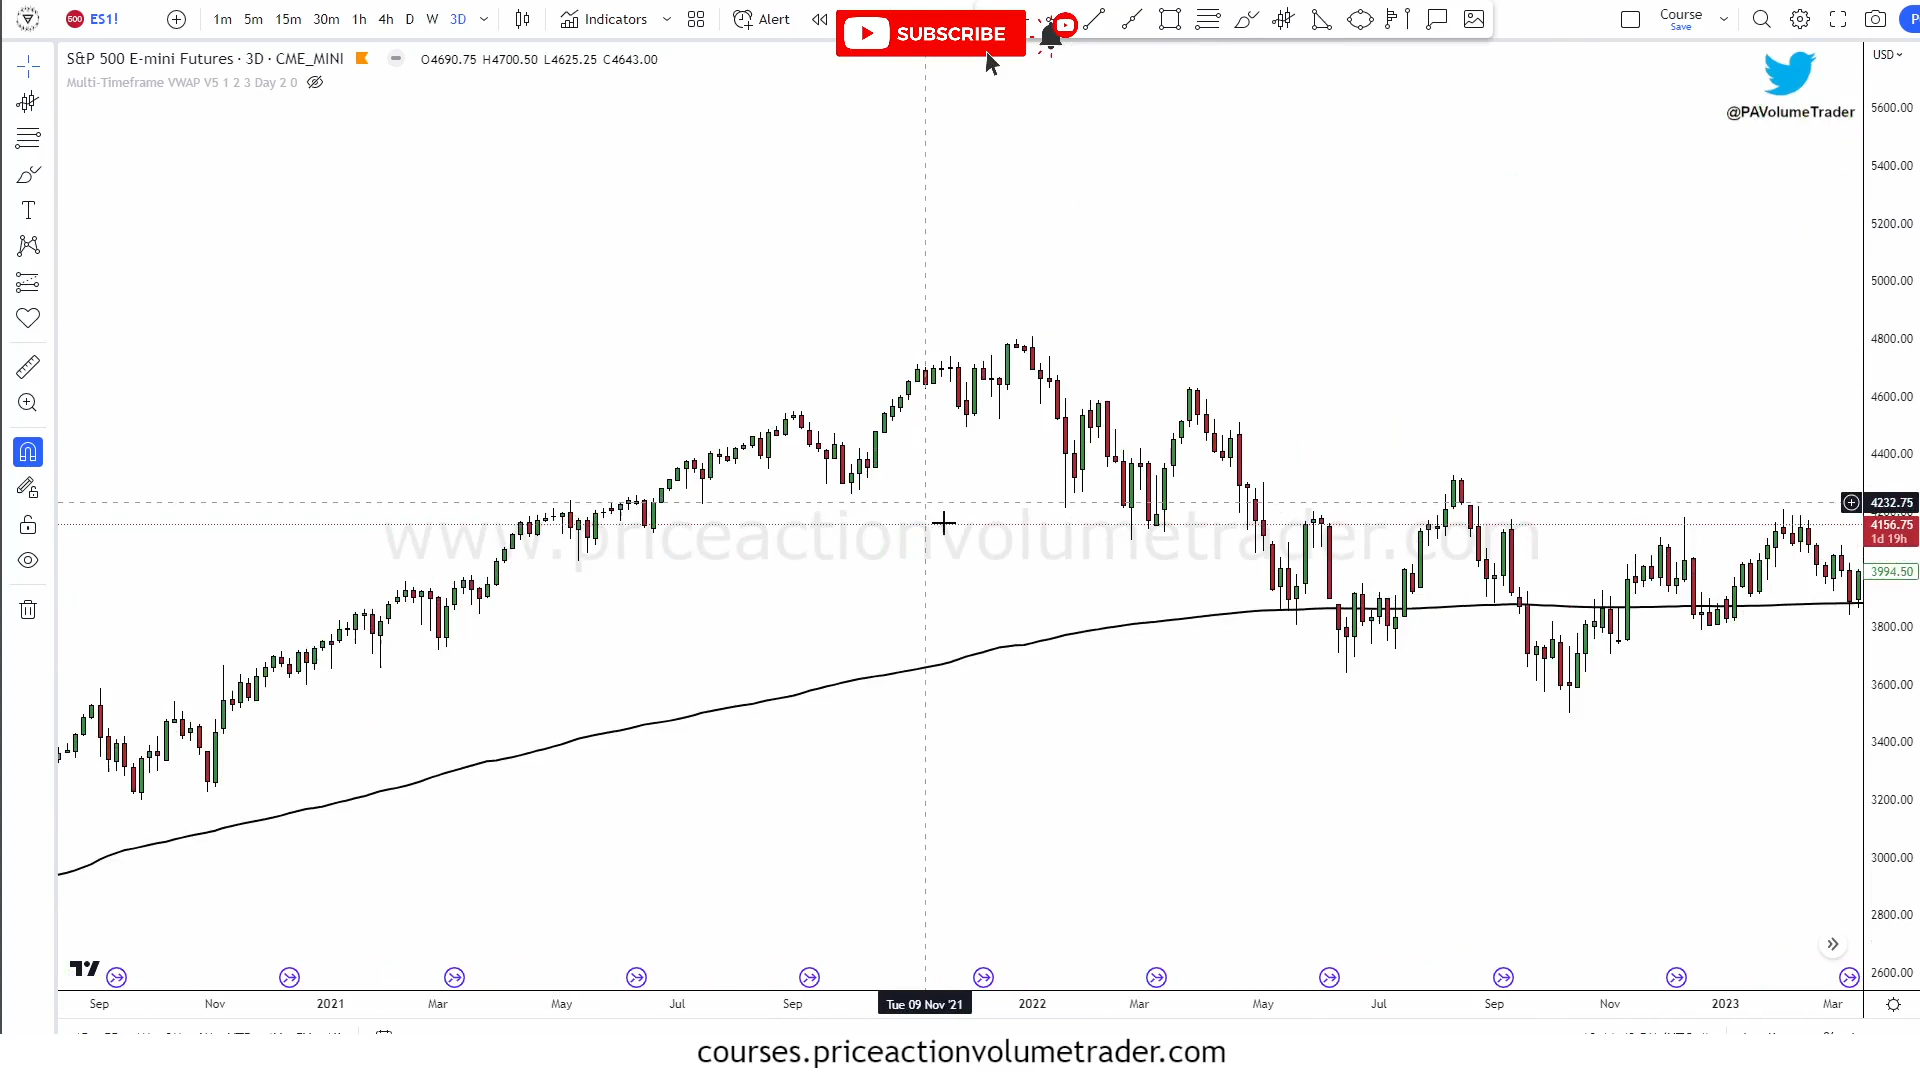 500 ES1! 1m 5m 15m 30m 1h 4h D W 3D Indicators Alert SUBSCRIBE Course
Save
S&P 500 E-mini Futures · 3D · CME_MINI O4690.75 H4700.50 L4625.25 C4643.00
Multi-Timeframe VWAP V5 1 2 3 Day 2 0
USD
@PAVolumeTrader
5600.00
5400.00
5200.00
5000.00
4800.00
4600.00
4400.00
4232.75
4156.75
1d 19h
3994.50
3800.00
3600.00
3400.00
3200.00
3000.00
2800.00
2600.00
www.priceactionvolumetrader.com
Sep Nov 2021 Mar May Jul Sep Tue 09 Nov '21 2022 Mar May Jul Sep Nov 2023 Mar
courses.priceactionvolumetrader.com